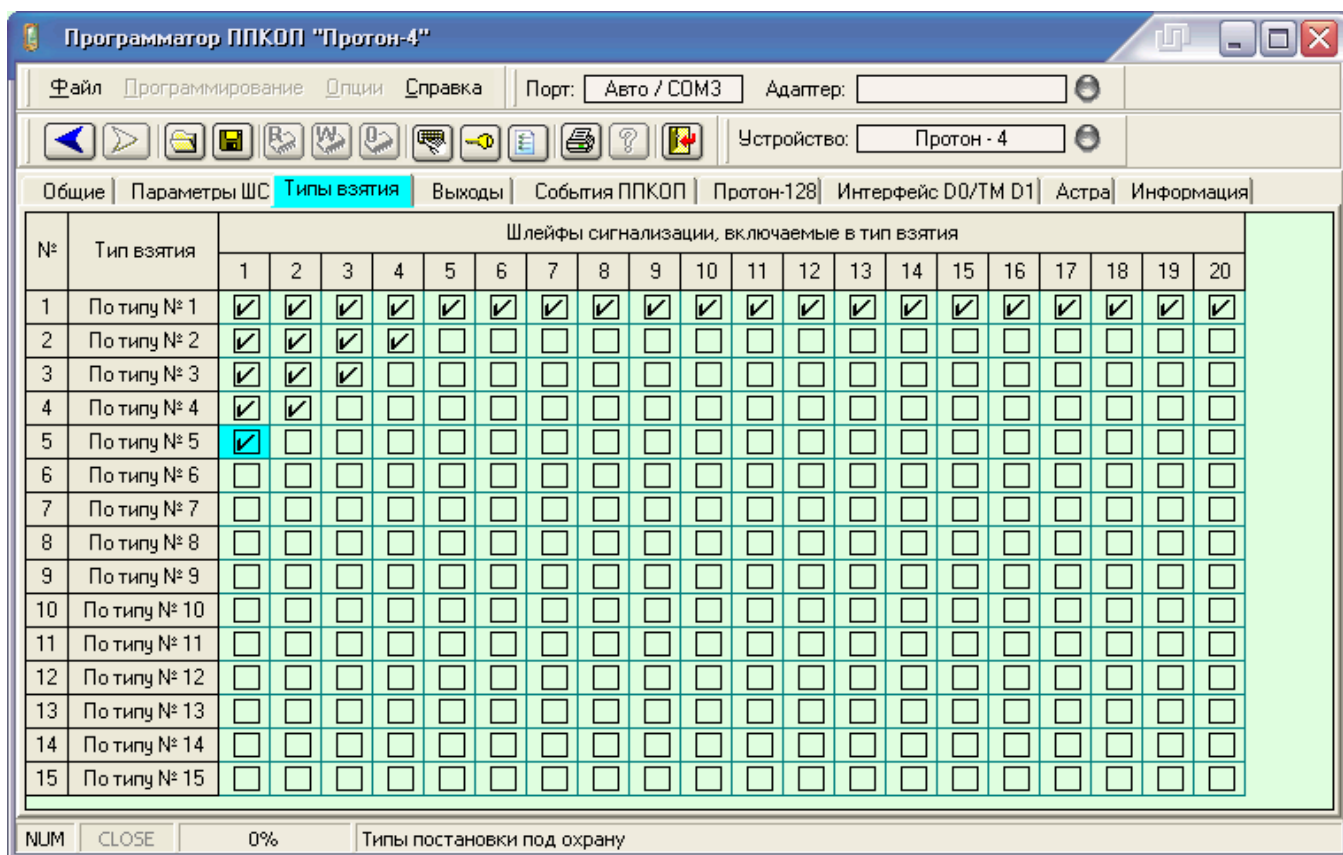 Программатор ППКОП "Протон-4"
Файл Программирование Опции Справка Порт: Авто / COM3 Адаптер:
R W O ? Устройство: Протон - 4
Общие Параметры ШС Типы взятия Выходы События ППКОП Протон-128 Интерфейс D0/TM D1 Астра Информация
№ Тип взятия Шлейфы сигнализации, включаемые в тип взятия
1 2 3 4 5 6 7 8 9 10 11 12 13 14 15 16 17 18 19 20
1 По типу № 1
2 По типу № 2
3 По типу № 3
4 По типу № 4
5 По типу № 5
6 По типу № 6
7 По типу № 7
8 По типу № 8
9 По типу № 9
10 По типу № 10
11 По типу № 11
12 По типу № 12
13 По типу № 13
14 По типу № 14
15 По типу № 15
NUM CLOSE 0% Типы постановки под охрану